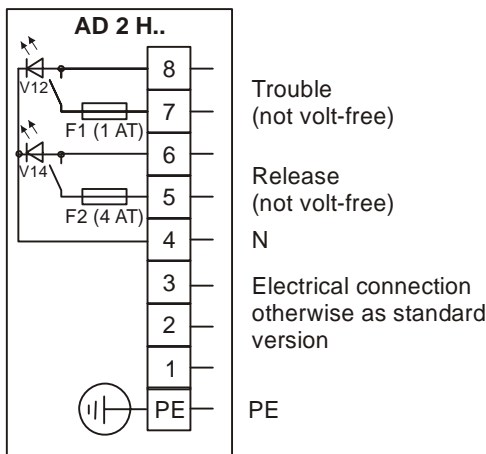 AD 2 H..
8
V12
Trouble
7
(not volt-free)
F1 (1 AT)
6
V14
Release
5
(not volt-free)
F2 (4 AT)
4
N
3
Electrical connection
otherwise as standard
2
version
1
PE
PE